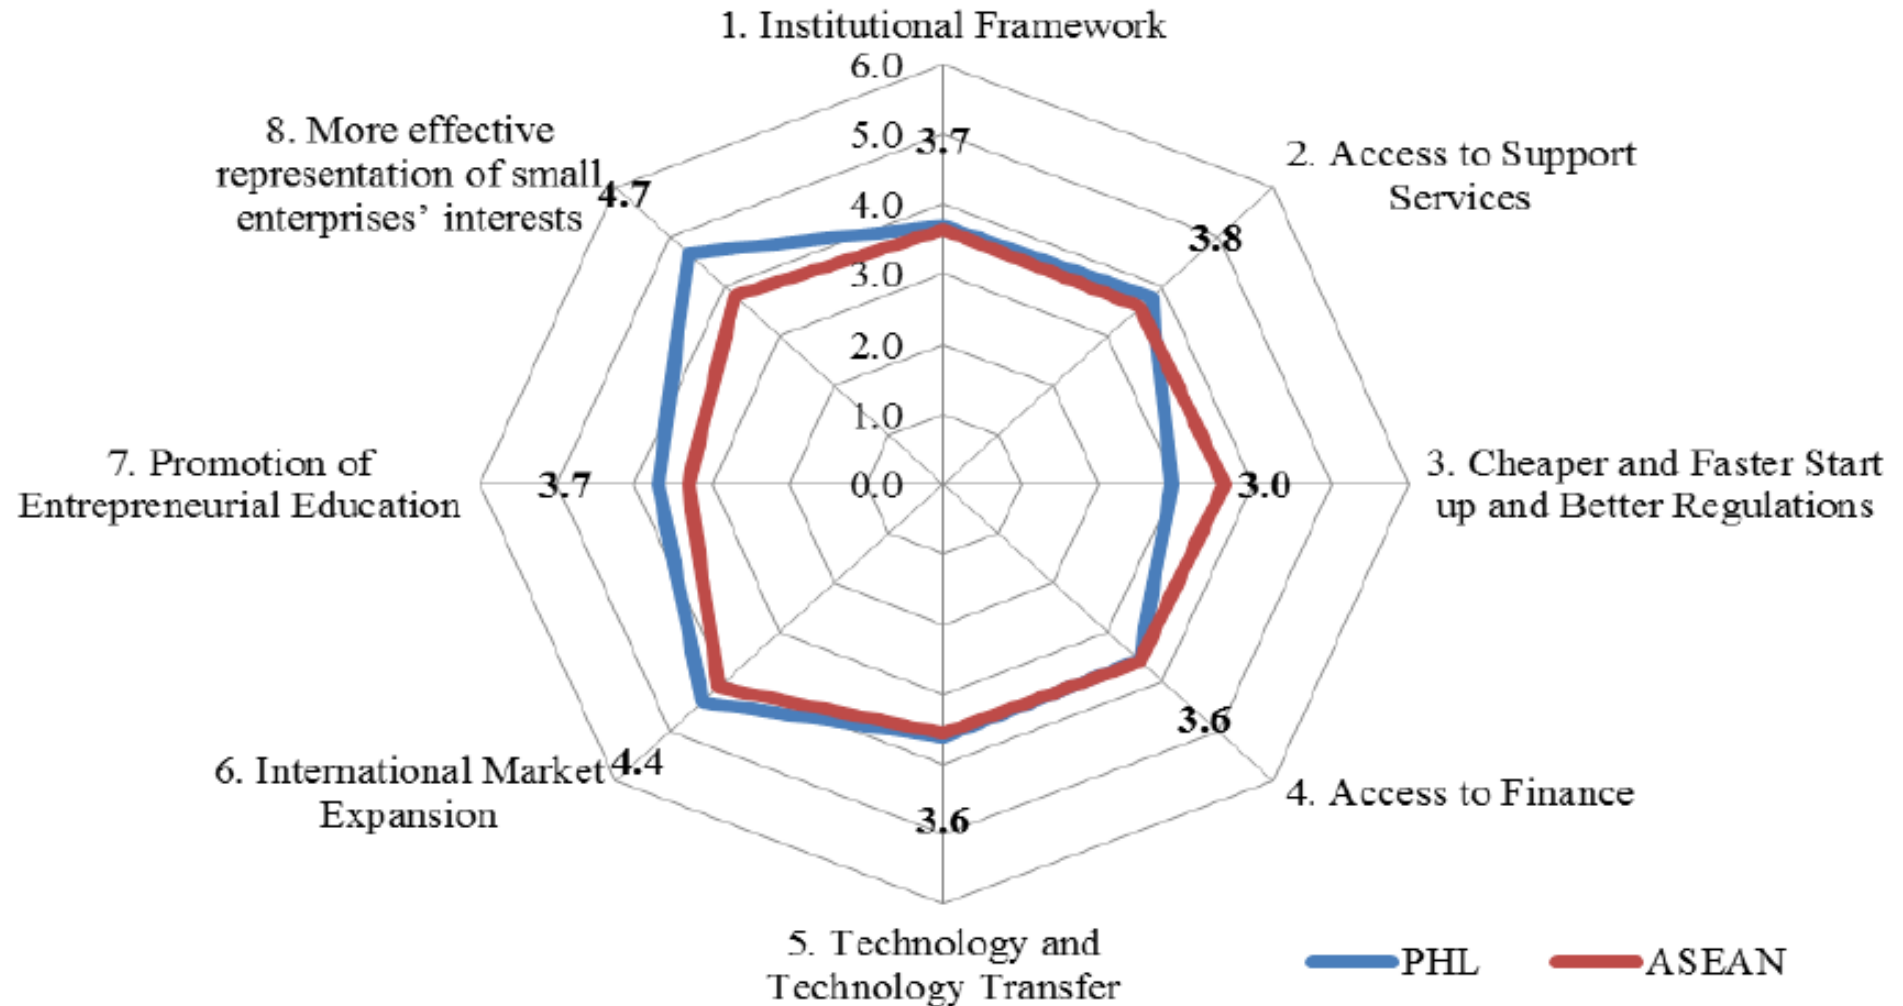 1. Institutional Framework
6.0
5.0
3.7
4.0
3.0
2.0
1.0
0.0
2. Access to Support
Services
3.8
3. Cheaper and Faster Start
up and Better Regulations
3.0
4. Access to Finance
3.6
5. Technology and
Technology Transfer
3.6
6. International Market
Expansion
4.4
7. Promotion of
Entrepreneurial Education
3.7
8. More effective
representation of small
enterprises’ interests
4.7
PHL
ASEAN